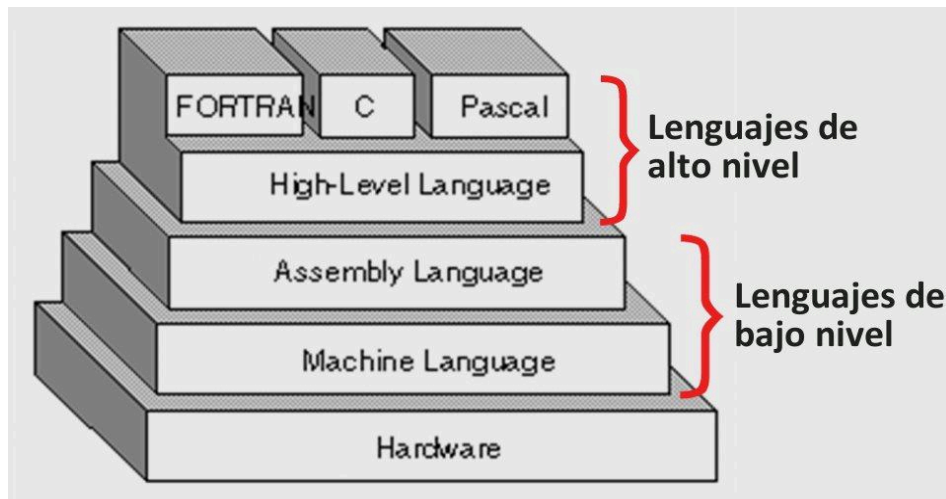 FORTRAN
C
Pascal
Lenguajes de
alto nivel
High-Level Language
Assembly Language
Lenguajes de
bajo nivel
Machine Language
Hardware